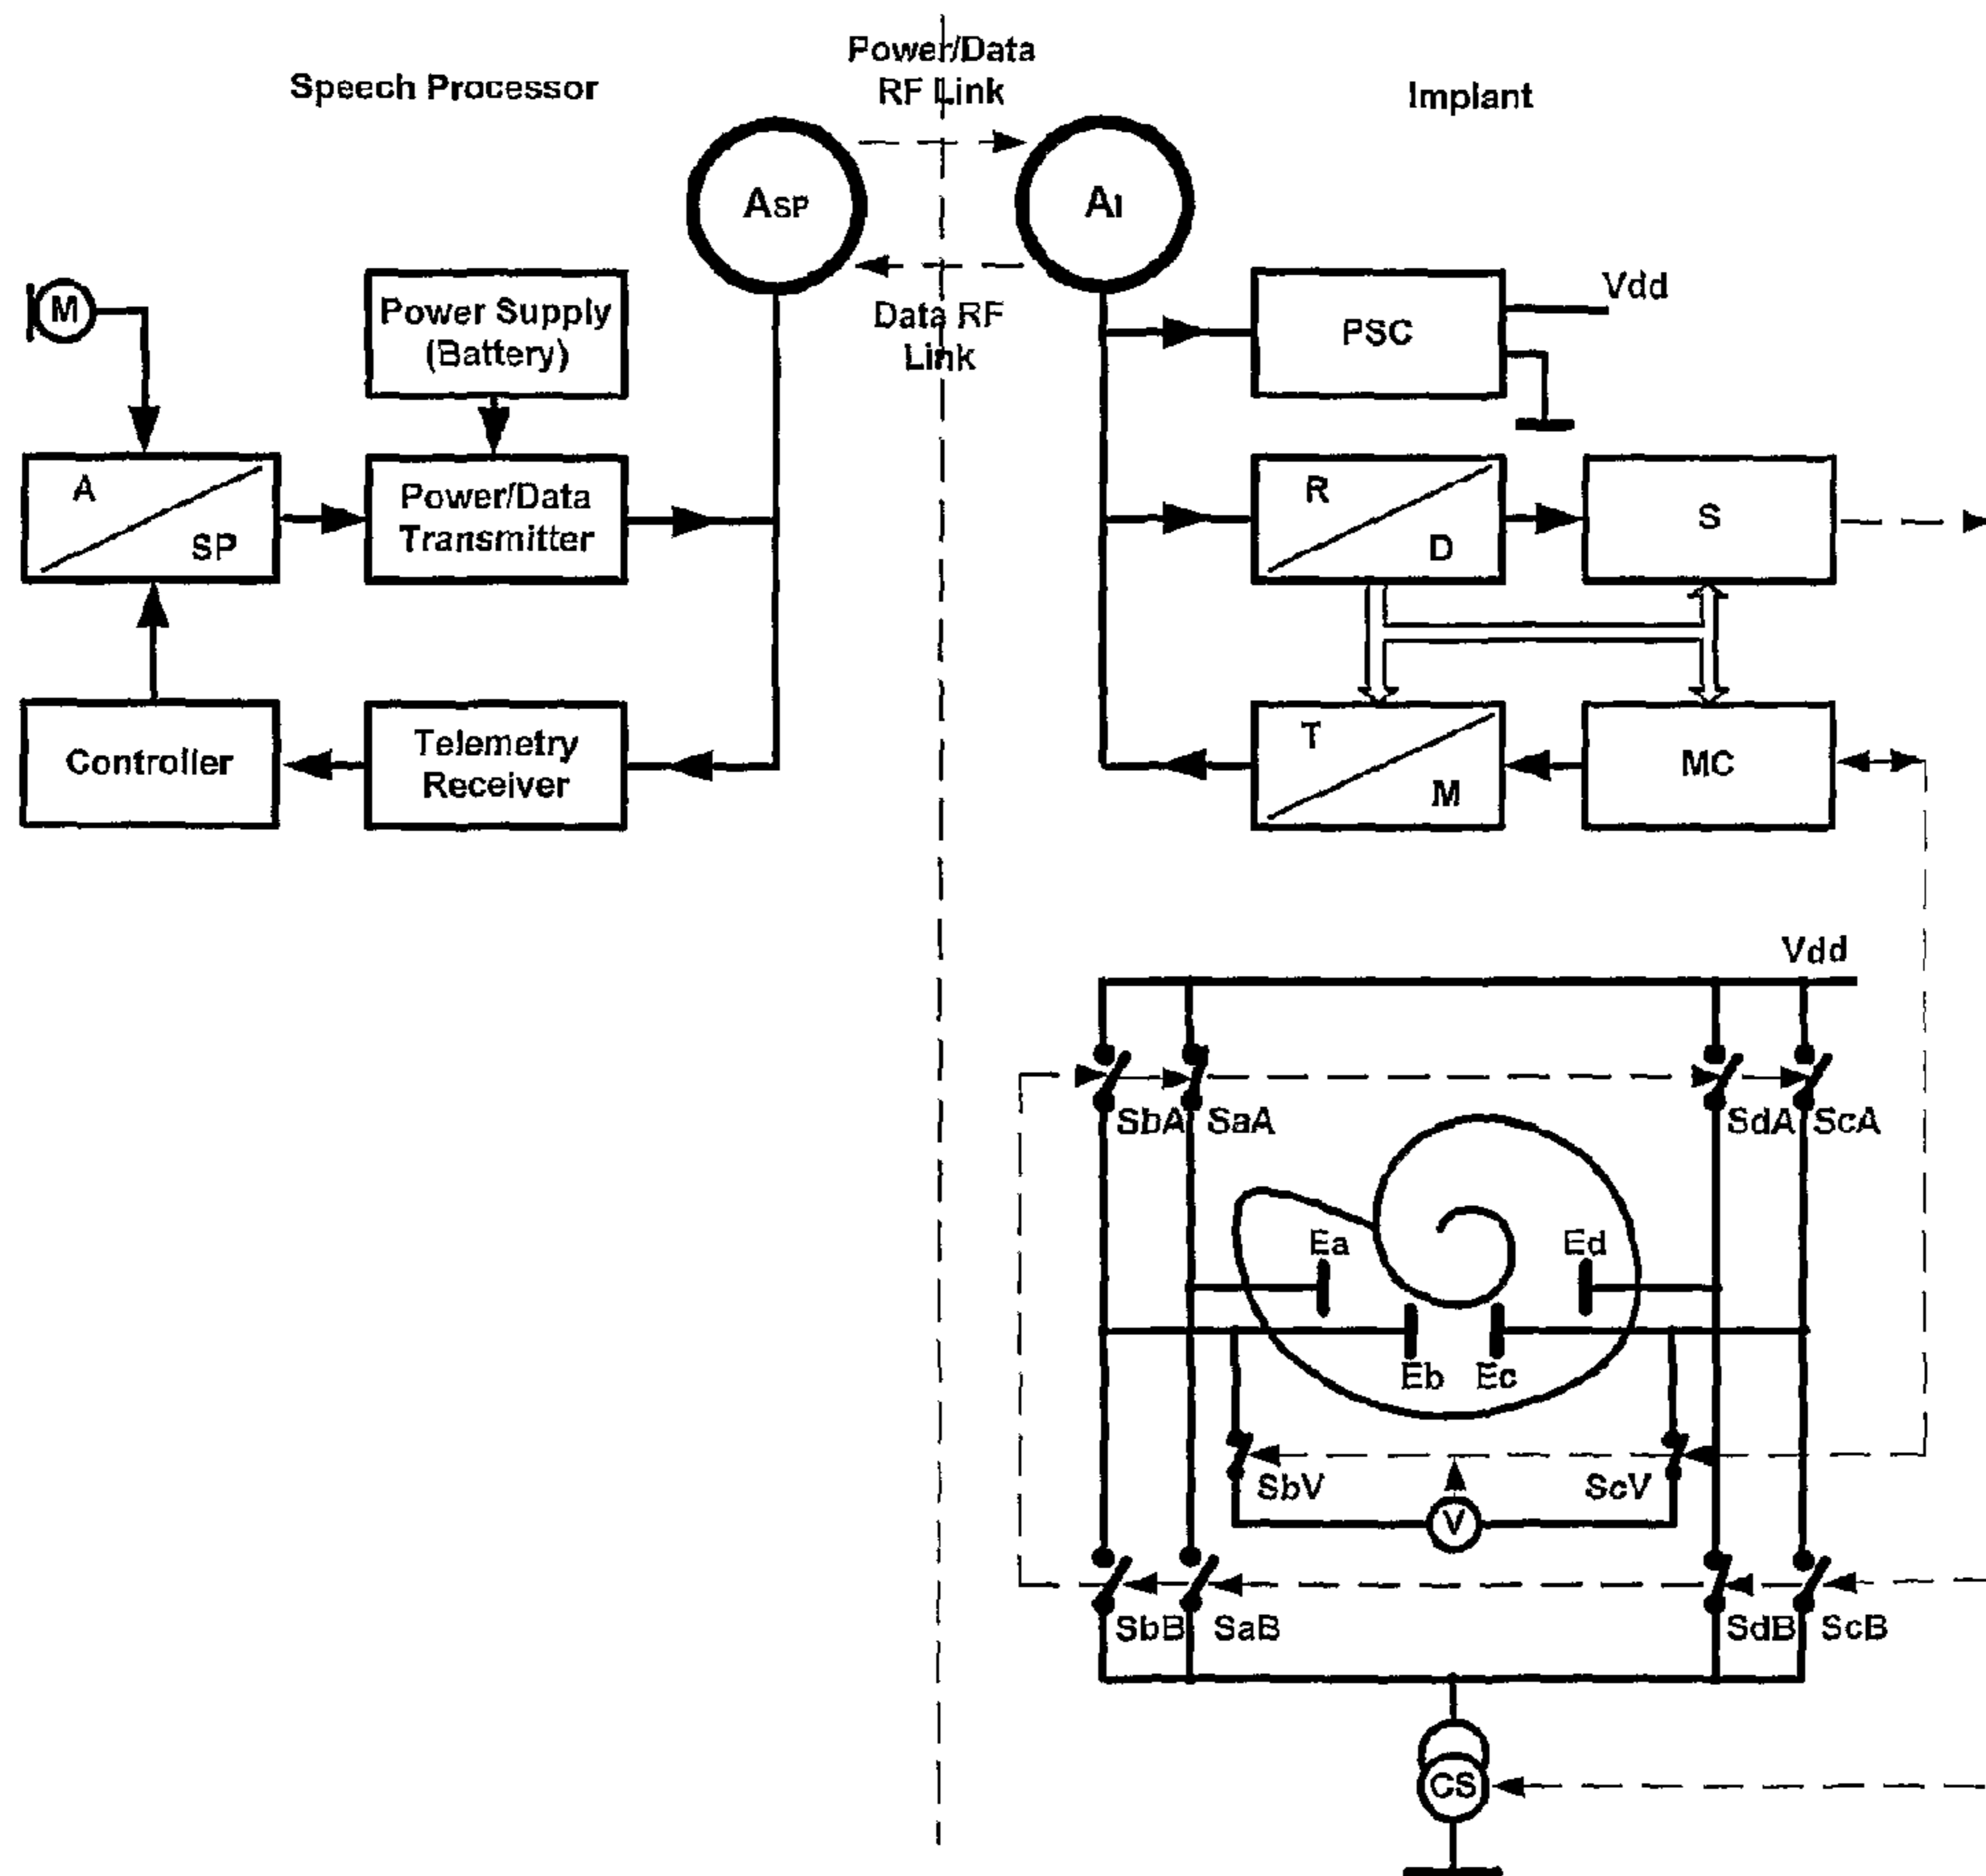 Speech Processor
Power/Data
RF Link
Implant
ASP
AI
M
Power Supply
(Battery)
Data RF
Link
PSC
Vdd
A
SP
Power/Data
Transmitter
R
D
S
Controller
Telemetry
Receiver
T
M
MC
Vdd
SbA
SaA
SdA
ScA
Ea
Ed
Eb
Ec
SbV
ScV
V
SbB
SaB
SdB
ScB
CS